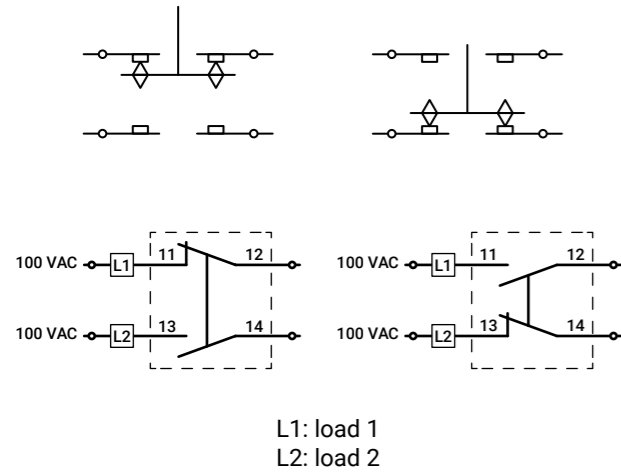 11 12 11 12
100 VAC L1 100 VAC L1
13 14 13 14
100 VAC L2 100 VAC L2
L1: load 1
L2: load 2